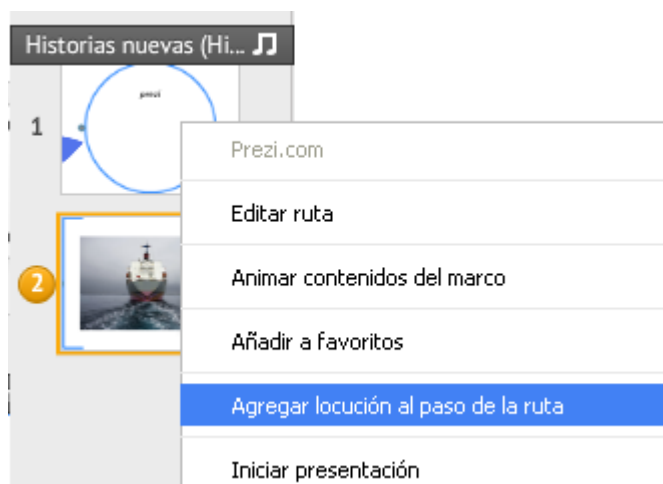 Historias nuevas (Hi...
prezi
1
Prezi.com
Editar ruta
2
Animar contenidos del marco
Añadir a favoritos
Agregar locución al paso de la ruta
Iniciar presentación